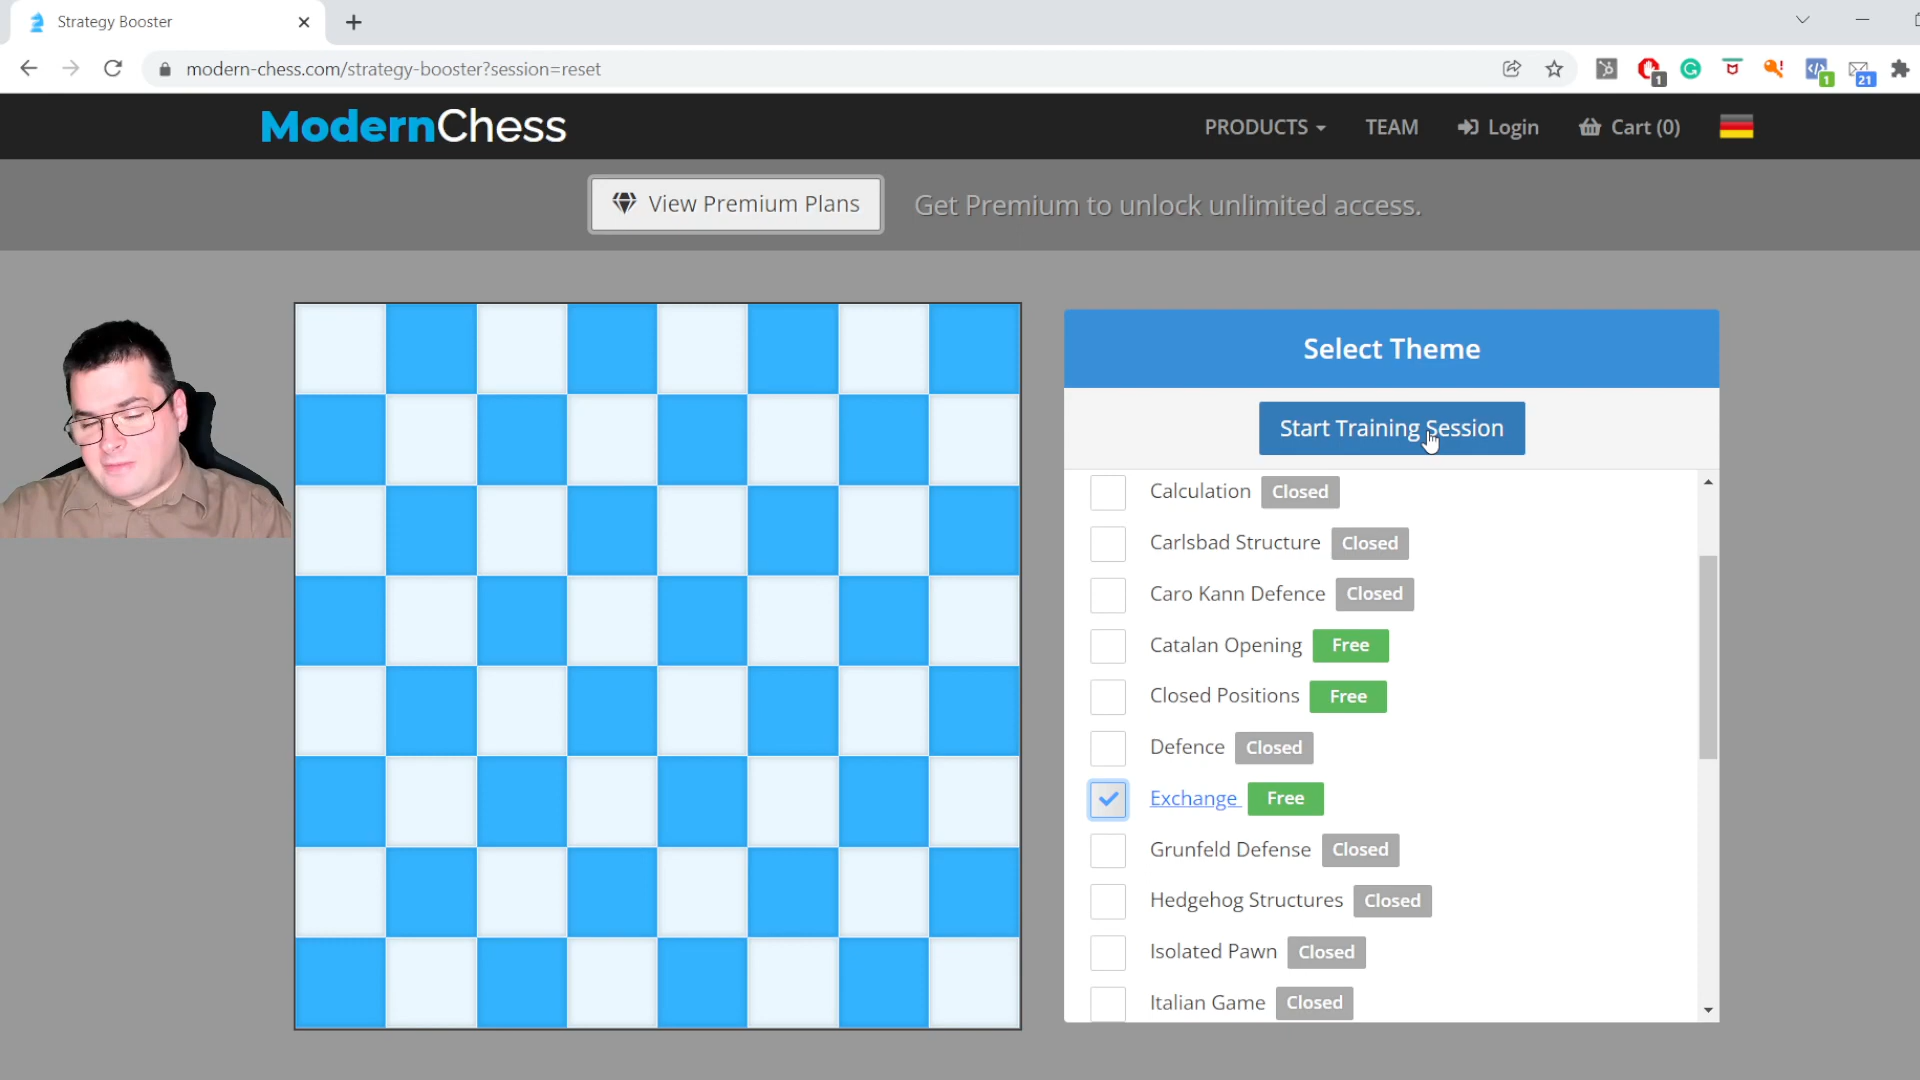 Strategy Booster
modern-chess.com/strategy-booster?session=reset
1
1
21
ModernChess
PRODUCTS
TEAM
Login
Cart (0)
View Premium Plans
Get Premium to unlock unlimited access.
Select Theme
Start Training Session
Calculation Closed
Carlsbad Structure Closed
Caro Kann Defence Closed
Catalan Opening Free
Closed Positions Free
Defence Closed
Exchange Free
Grunfeld Defense Closed
Hedgehog Structures Closed
Isolated Pawn Closed
Italian Game Closed